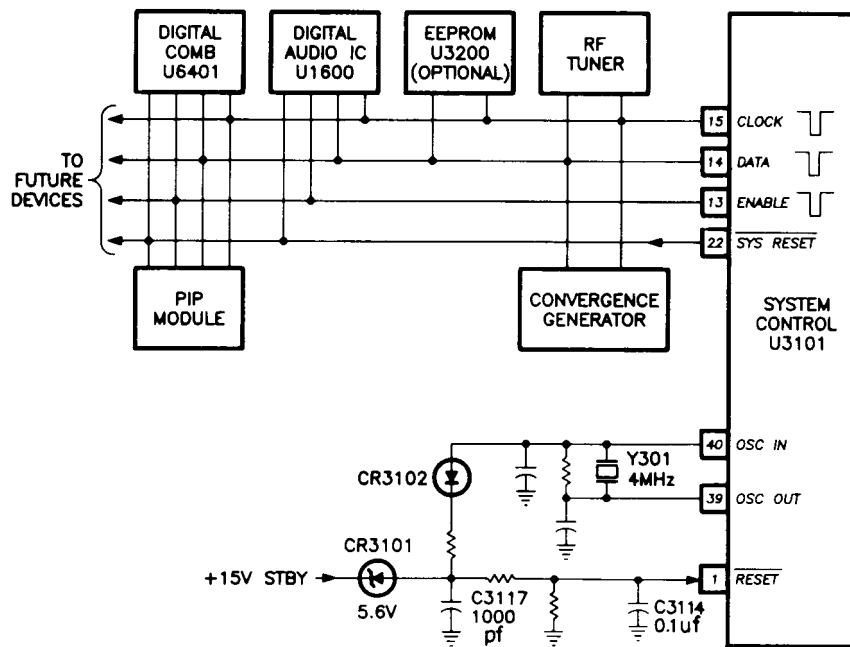 DIGITAL
COMB
U6401
DIGITAL
AUDIO IC
U1600
EEPROM
U3200
(OPTIONAL)
RF
TUNER
TO
FUTURE
DEVICES
15 CLOCK
14 DATA
13 ENABLE
22 SYS RESET
PIP
MODULE
CONVERGENCE
GENERATOR
SYSTEM
CONTROL
U3101
40 OSC IN
Y301
4MHz
39 OSC OUT
CR3102
CR3101
+15V STBY
5.6V
C3117
1000
pf
C3114
0.1uf
1 RESET